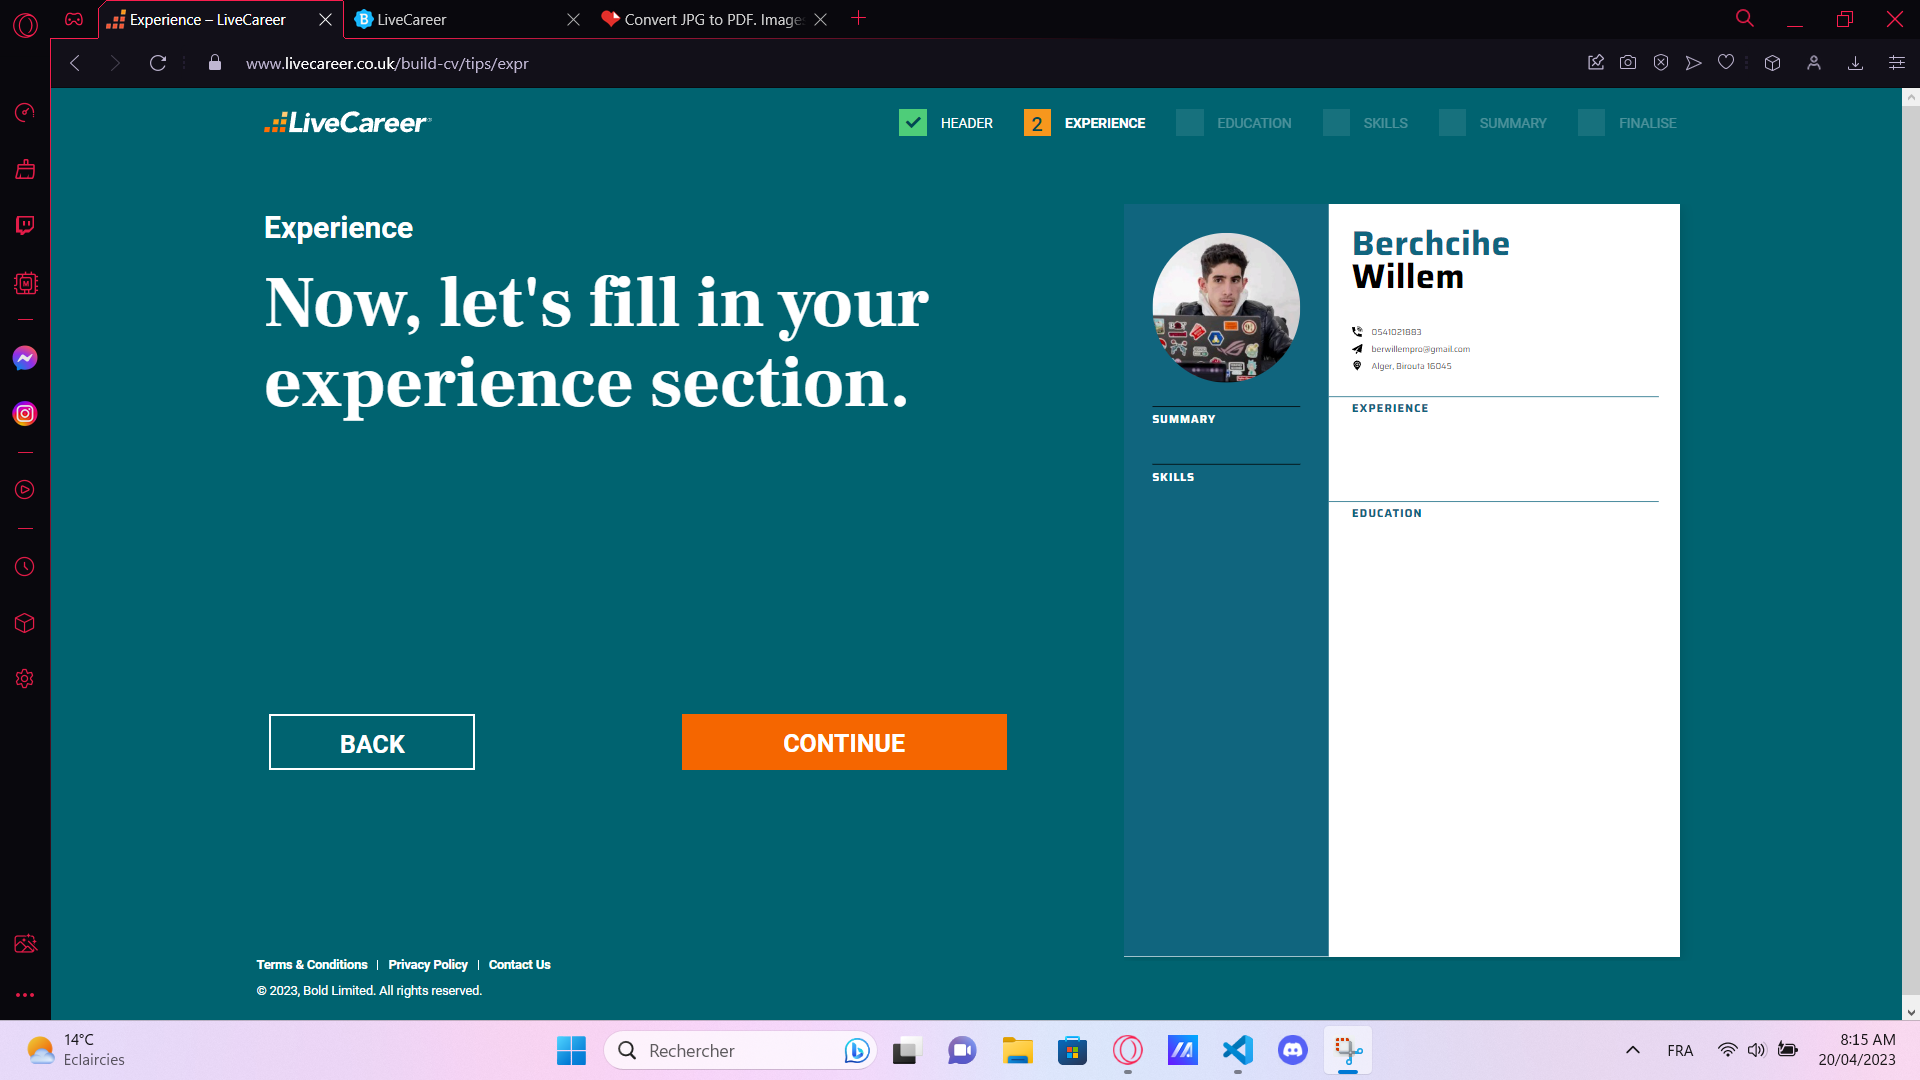 Experience – LiveCareer
LiveCareer
Convert JPG to PDF. Image
www.livecareer.co.uk/build-cv/tips/expr
LiveCareer
HEADER
2 EXPERIENCE
EDUCATION
SKILLS
SUMMARY
FINALISE
Experience
Now, let's fill in your
experience section.
BACK
CONTINUE
Berchcihe
Willem
0541021883
berwillempro@gmail.com
Alger, Birouta 16045
SUMMARY
SKILLS
EXPERIENCE
EDUCATION
Terms & Conditions | Privacy Policy | Contact Us
© 2023, Bold Limited. All rights reserved.
14°C
Eclaircies
Rechercher
FRA
8:15 AM
20/04/2023